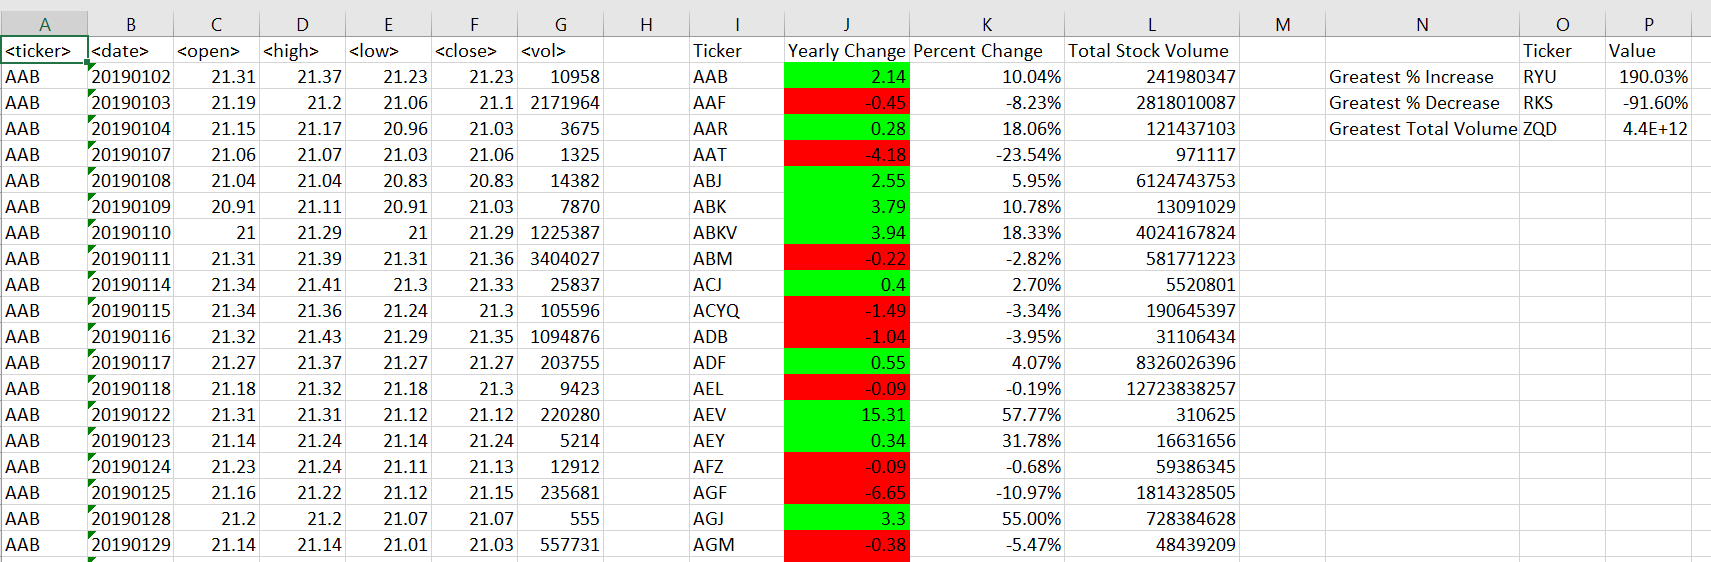 A B C D E F G H I J K L M N O P
<ticker> <date> <open> <high> <low> <close> <vol> Ticker Yearly Change Percent Change Total Stock Volume Ticker Value
AAB 20190102 21.31 21.37 21.23 21.23 10958 AAB 2.14 10.04% 241980347 Greatest % Increase RYU 190.03%
AAB 20190103 21.19 21.2 21.06 21.1 2171964 AAF -0.45 -8.23% 2818010087 Greatest % Decrease RKS -91.60%
AAB 20190104 21.15 21.17 20.96 21.03 3675 AAR 0.28 18.06% 121437103 Greatest Total Volume ZQD 4.4E+12
AAB 20190107 21.06 21.07 21.03 21.06 1325 AAT -4.18 -23.54% 971117
AAB 20190108 21.04 21.04 20.83 20.83 14382 ABJ 2.55 5.95% 6124743753
AAB 20190109 20.91 21.11 20.91 21.03 7870 ABK 3.79 10.78% 13091029
AAB 20190110 21 21.29 21 21.29 1225387 ABKV 3.94 18.33% 4024167824
AAB 20190111 21.31 21.39 21.31 21.36 3404027 ABM -0.22 -2.82% 581771223
AAB 20190114 21.34 21.41 21.3 21.33 25837 ACJ 0.4 2.70% 5520801
AAB 20190115 21.34 21.36 21.24 21.3 105596 ACYQ -1.49 -3.34% 190645397
AAB 20190116 21.32 21.43 21.29 21.35 1094876 ADB -1.04 -3.95% 31106434
AAB 20190117 21.27 21.37 21.27 21.27 203755 ADF 0.55 4.07% 8326026396
AAB 20190118 21.18 21.32 21.18 21.3 9423 AEL -0.09 -0.19% 12723838257
AAB 20190122 21.31 21.31 21.12 21.12 220280 AEV 15.31 57.77% 310625
AAB 20190123 21.14 21.24 21.14 21.24 5214 AEY 0.34 31.78% 16631656
AAB 20190124 21.23 21.24 21.11 21.13 12912 AFZ -0.09 -0.68% 59386345
AAB 20190125 21.16 21.22 21.12 21.15 235681 AGF -6.65 -10.97% 1814328505
AAB 20190128 21.2 21.2 21.07 21.07 555 AGJ 3.3 55.00% 728384628
AAB 20190129 21.14 21.14 21.01 21.03 557731 AGM -0.38 -5.47% 48439209